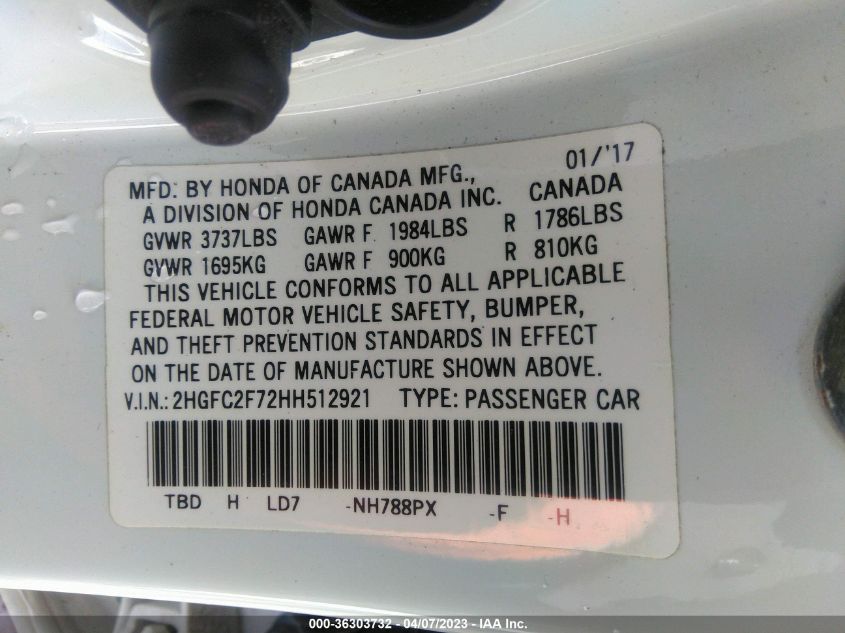 01/'17
MFD. BY HONDA OF CANADA MFG.,
A DIVISION OF HONDA CANADA INC. CANADA
GVWR 3737LBS GAWR F 1984LBS R 1786LBS
GVWR 1695KG GAWR F 900KG R 810KG
THIS VEHICLE CONFORMS TO ALL APPLICABLE
FEDERAL MOTOR VEHICLE SAFETY, BUMPER,
AND THEFT PREVENTION STANDARDS IN EFFECT
ON THE DATE OF MANUFACTURE SHOWN ABOVE.
V.I.N.: 2HGFC2F72HH512921 TYPE: PASSENGER CAR
TBD H LD7 -NH788PX -F -H
000-36303732 - 04/07/2023 - IAA Inc.